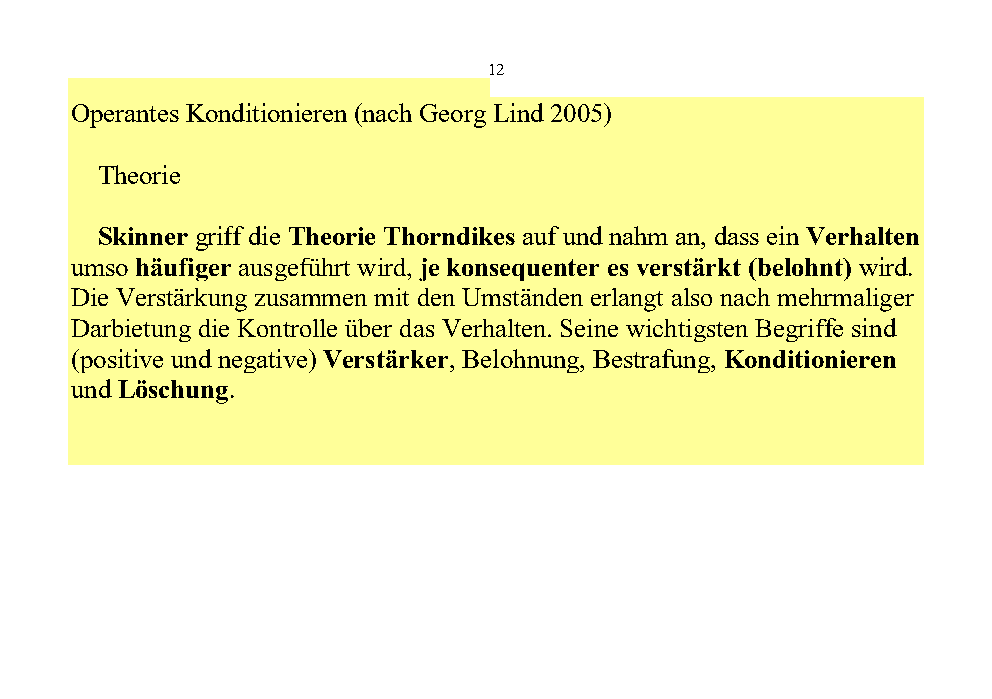 12
Operantes Konditionieren (nach Georg Lind 2005)
Theorie
Skinner griff die Theorie Thorndikes auf und nahm an, dass ein Verhalten
umso häufiger ausgeführt wird, je konsequenter es verstärkt (belohnt) wird.
Die Verstärkung zusammen mit den Umständen erlangt also nach mehrmaliger
Darbietung die Kontrolle über das Verhalten. Seine wichtigsten Begriffe sind
(positive und negative) Verstärker, Belohnung, Bestrafung, Konditionieren
und Löschung.